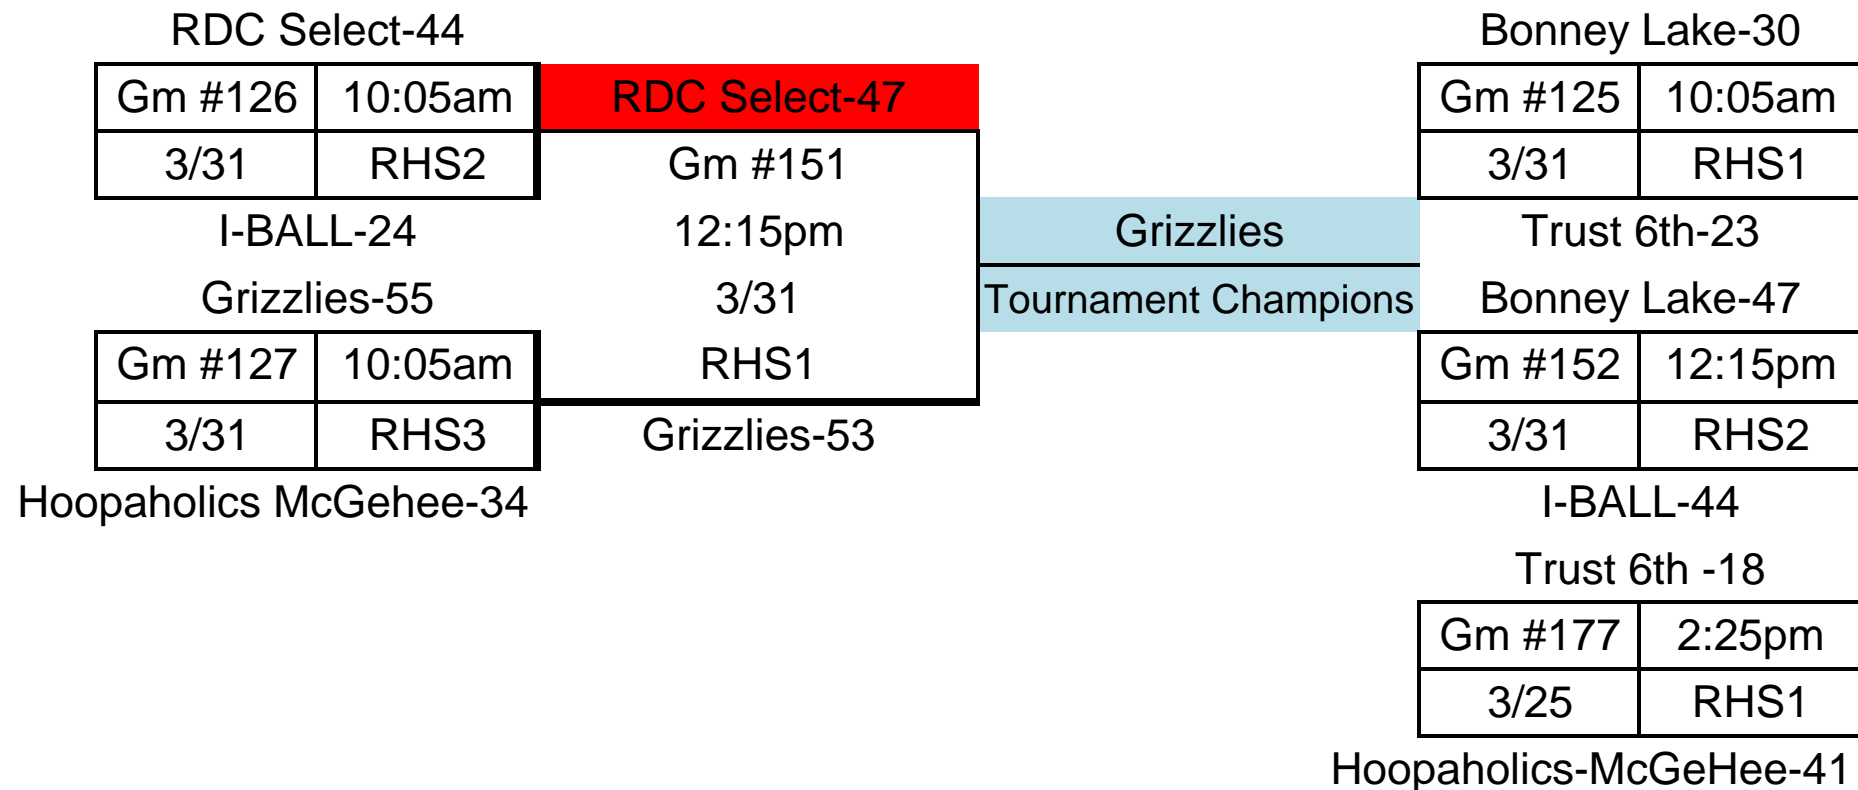 RDC Select-44
Bonney Lake-30
Gm #126 10:05am RDC Select-47
Gm #125 10:05am
3/31 RHS2 Gm #151
3/31 RHS1
I-BALL-24 12:15pm Grizzlies Trust 6th-23
Grizzlies-55 3/31 Tournament Champions Bonney Lake-47
Gm #127 10:05am RHS1
Gm #152 12:15pm
3/31 RHS3 Grizzlies-53
3/31 RHS2
Hoopaholics McGehee-34
I-BALL-44
Trust 6th -18
Gm #177 2:25pm
3/25 RHS1
Hoopaholics-McGeHee-41